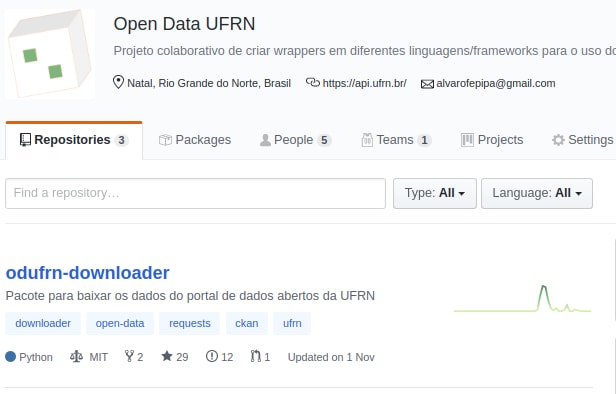 Open Data UFRN
Projeto colaborativo de criar wrappers em diferentes linguagens/frameworks para o uso
Natal, Rio Grande do Norte, Brasil https://api.ufrn.br/ alvarofepipa@gmail.com
Repositories 3 Packages People 5 Teams 1 Projects Settings
Find a repository… Type: All Language: All
odufrn-downloader
Pacote para baixar os dados do portal de dados abertos da UFRN
downloader open-data requests ckan ufrn
Python MIT 2 29 12 1 Updated on 1 Nov